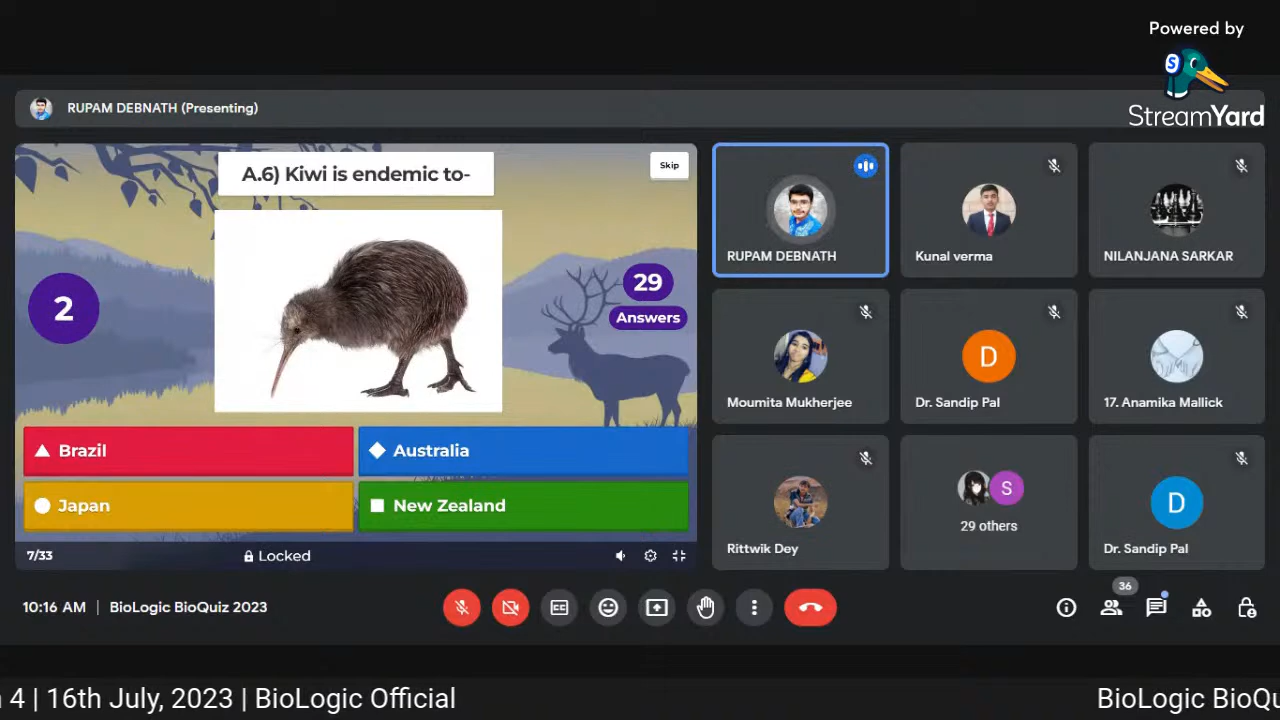 Powered by
StreamYard
RUPAM DEBNATH (Presenting)
A.6) Kiwi is endemic to-
Skip
2
29
Answers
Brazil
Australia
Japan
New Zealand
7/33
Locked
RUPAM DEBNATH
Kunal verma
NILANJANA SARKAR
Moumita Mukherjee
D
Dr. Sandip Pal
17. Anamika Mallick
Rittwik Dey
S
29 others
D
Dr. Sandip Pal
10:16 AM | BioLogic BioQuiz 2023
36
4 | 16th July, 2023 | BioLogic Official
BioLogic BioQu